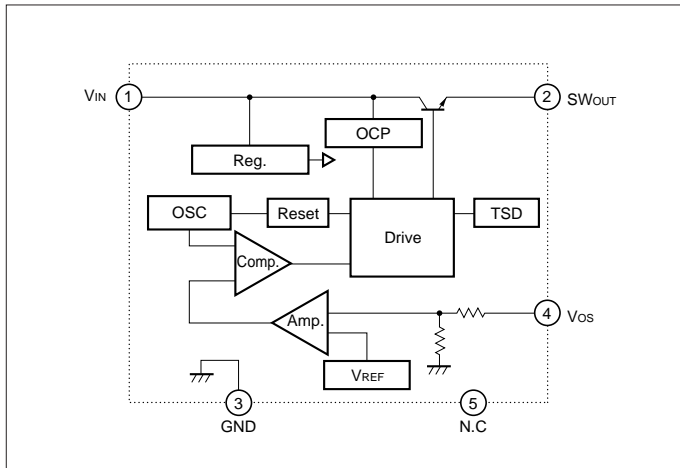 VIN
1
2
SWOUT
OCP
Reg.
OSC
Reset
TSD
Drive
Comp.
Amp.
4
VOS
VREF
3
5
GND
N.C